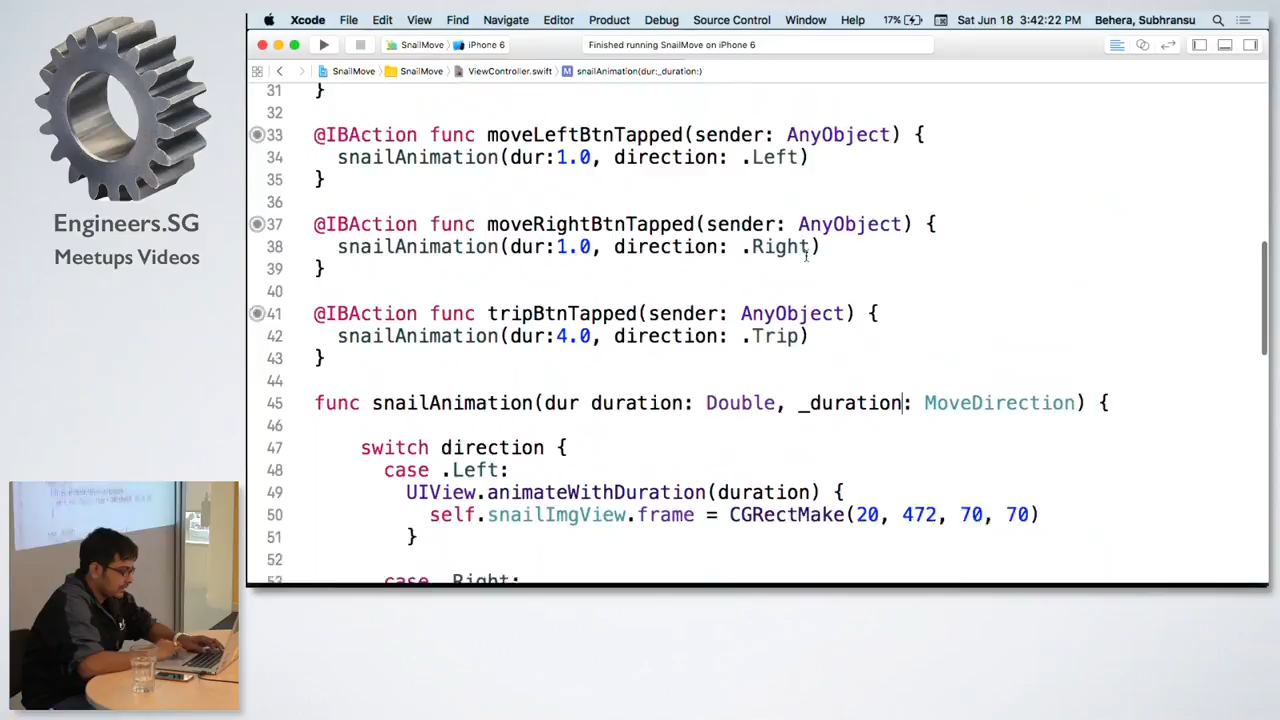 Xcode File Edit View Find Navigate Editor Product Debug Source Control Window Help 17% Sat Jun 18 3:42:22 PM Behera, Subhransu
SnailMove iPhone 6 Finished running SnailMove on iPhone 6
SnailMove SnailMove ViewController.swift M snailAnimation(dur:_duration:)
31 }
32
33 @IBAction func moveLeftBtnTapped(sender: AnyObject) {
34 snailAnimation(dur:1.0, direction: .Left)
35 }
36
37 @IBAction func moveRightBtnTapped(sender: AnyObject) {
38 snailAnimation(dur:1.0, direction: .Right)
39 }
40
41 @IBAction func tripBtnTapped(sender: AnyObject) {
42 snailAnimation(dur:4.0, direction: .Trip)
43 }
44
45 func snailAnimation(dur duration: Double, _duration: MoveDirection) {
46
47 switch direction {
48 case .Left:
49 UIView.animateWithDuration(duration) {
50 self.snailImgView.frame = CGRectMake(20, 472, 70, 70)
51 }
52
53 case .Right:
Engineers.SG
Meetups Videos